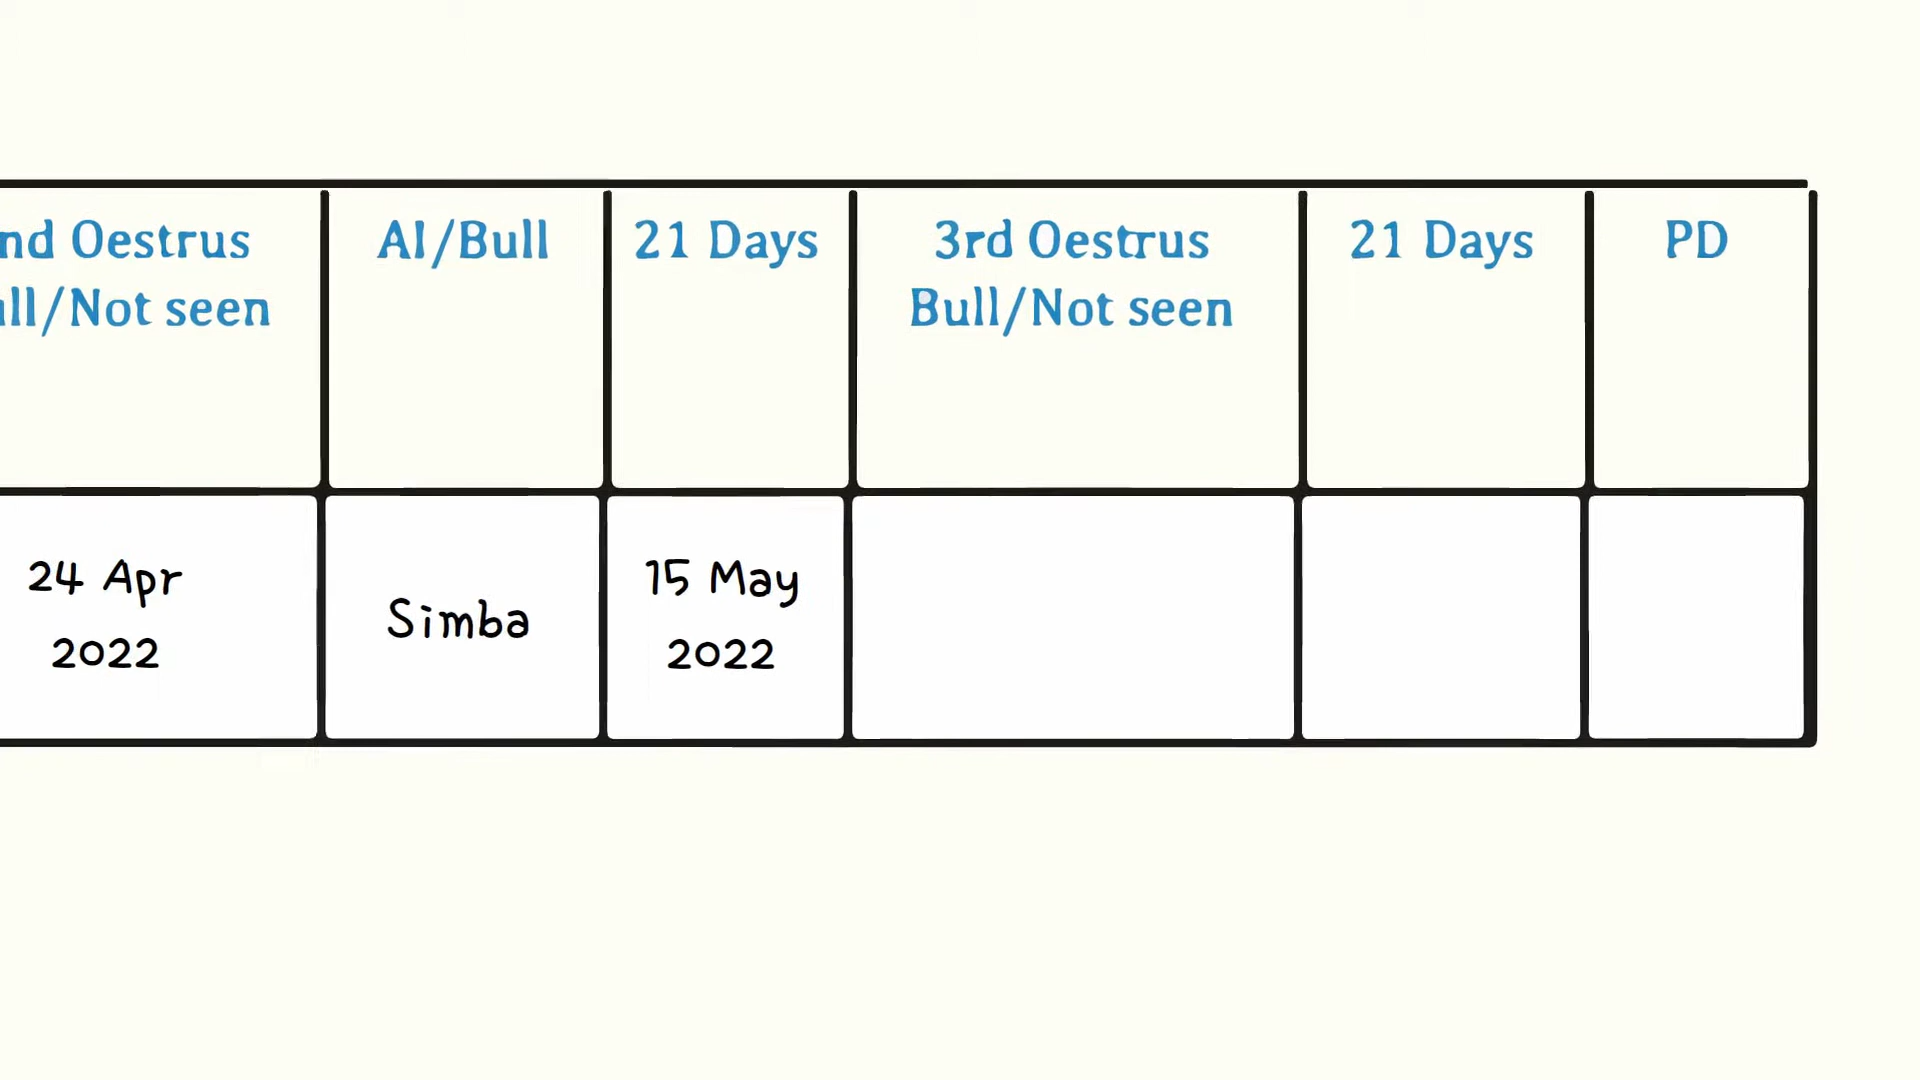 nd Oestrus
ll/Not seen
AI/Bull
21 Days
3rd Oestrus
Bull/Not seen
21 Days
PD
24 Apr
2022
Simba
15 May
2022